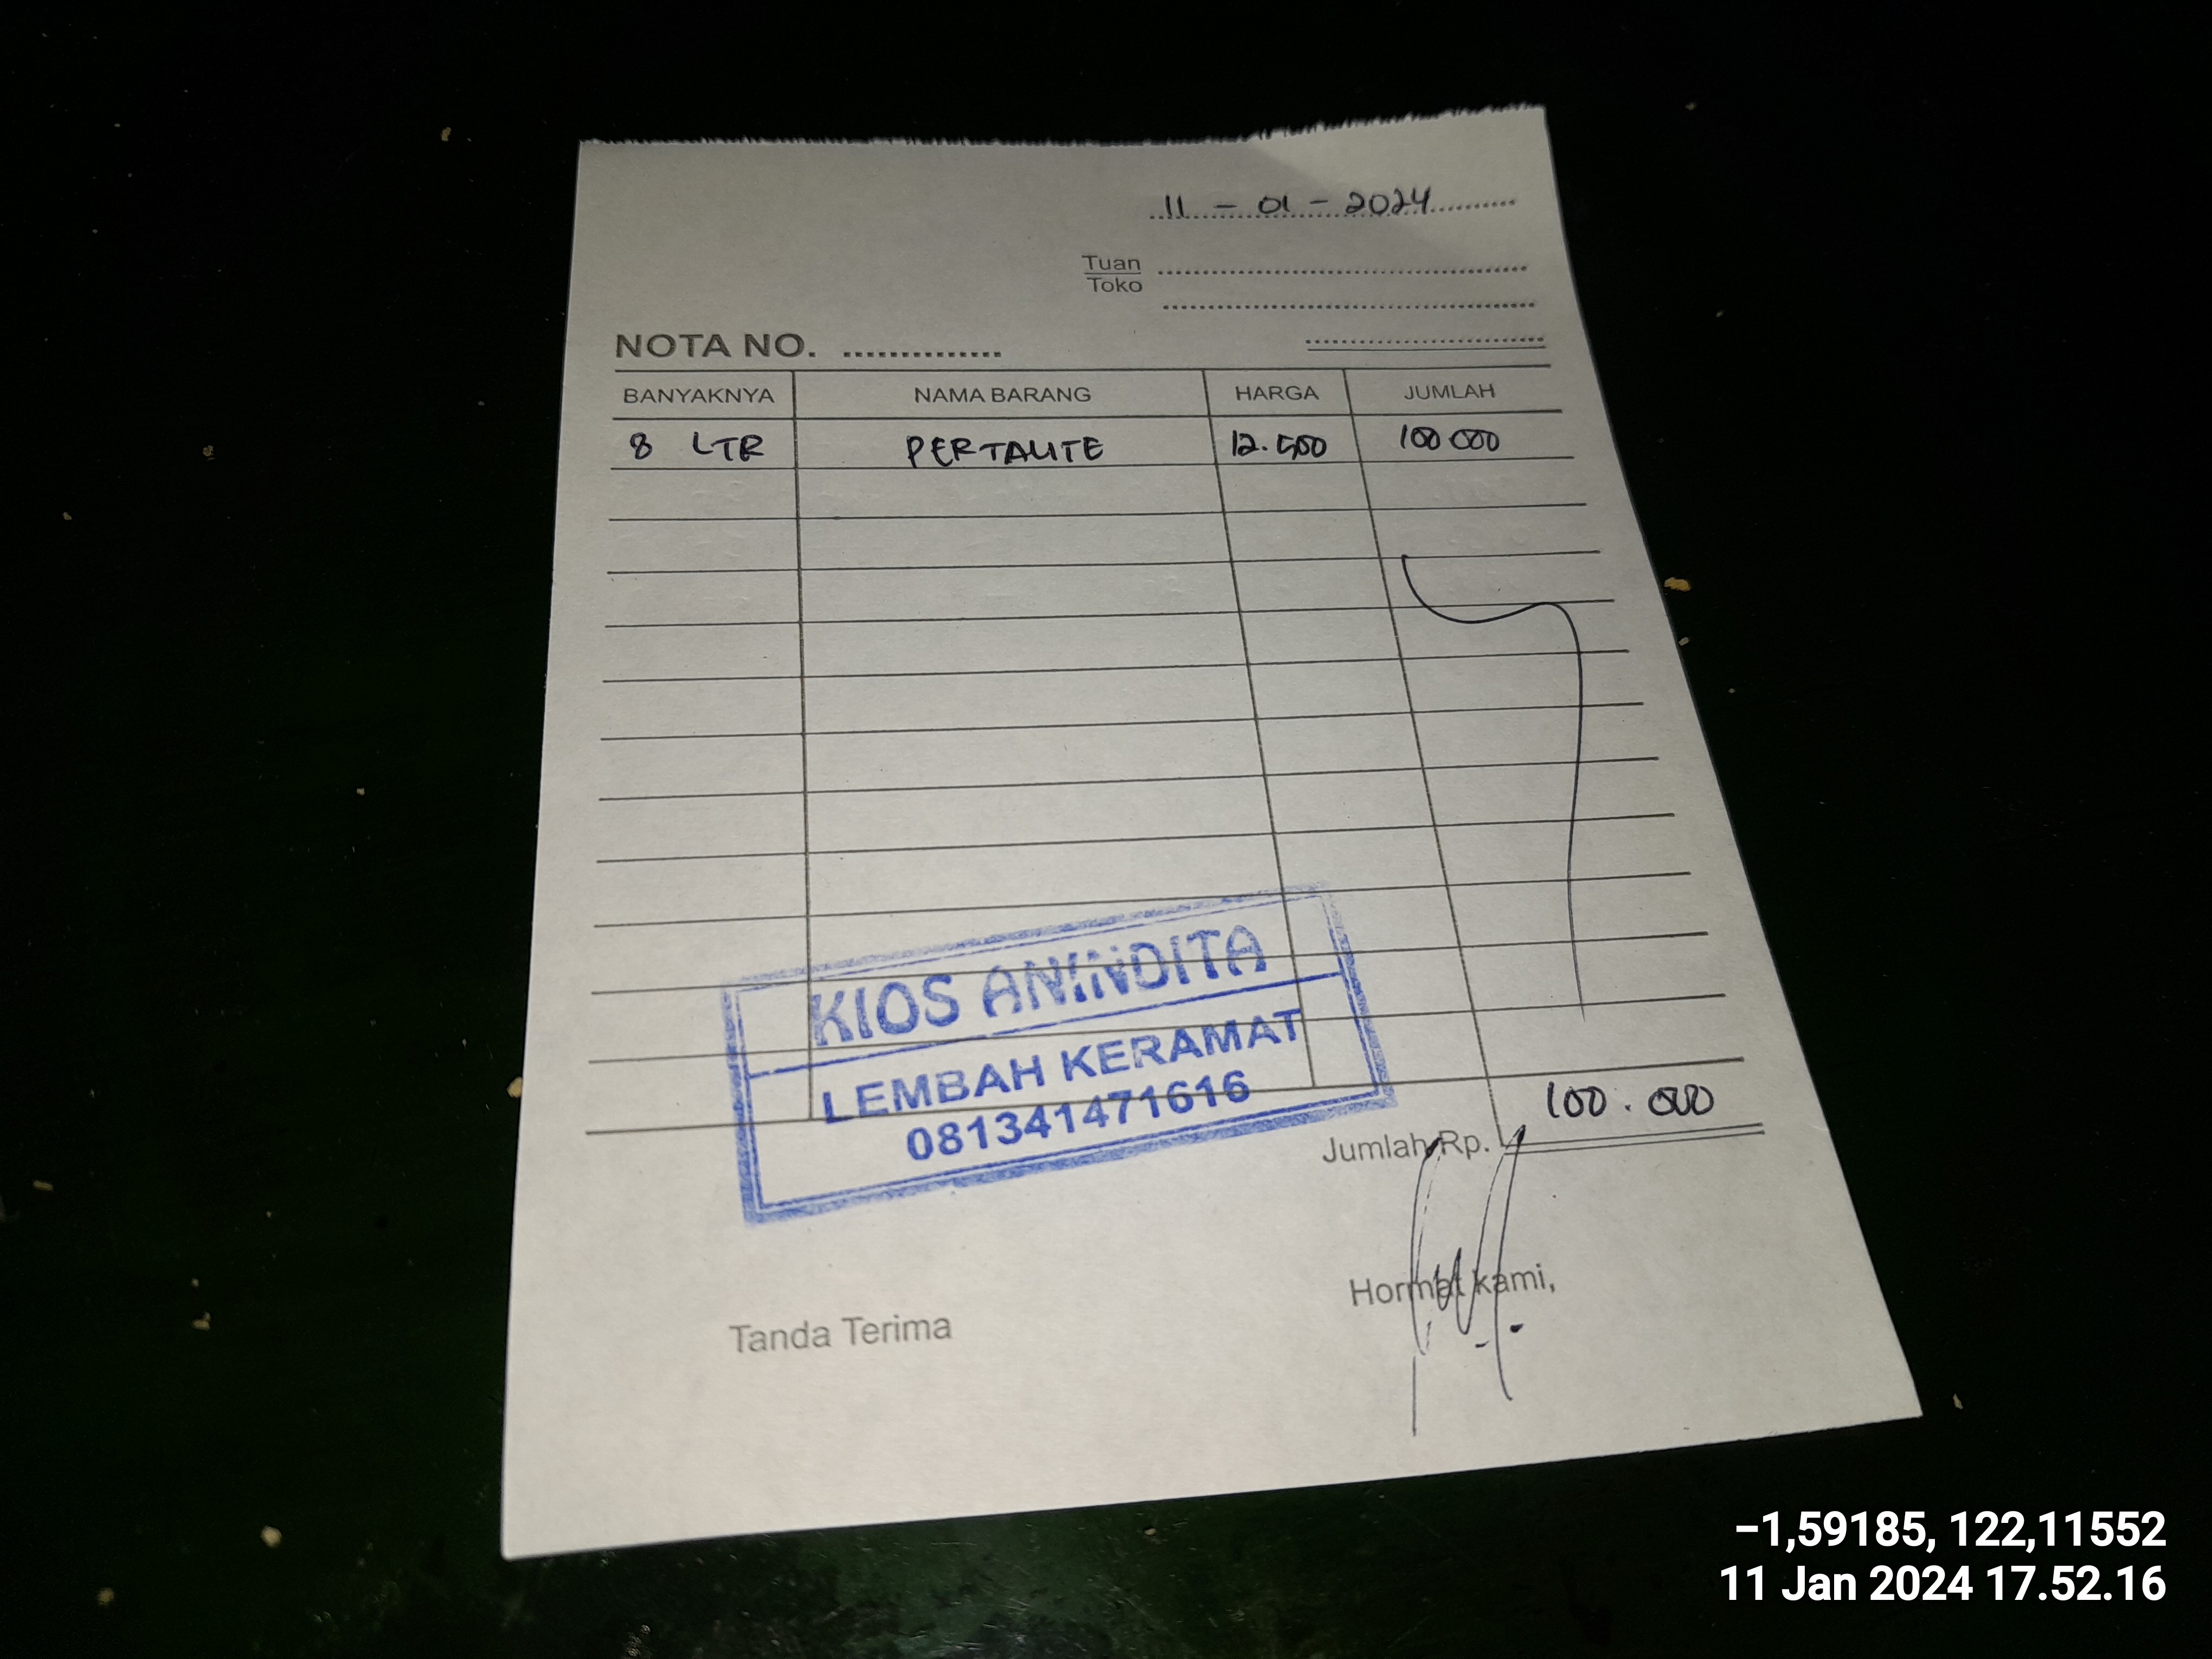 11 - 01 - 2024
Tuan
Toko
NOTA NO.
BANYAKNYA NAMA BARANG HARGA JUMLAH
8 LTR PERTALITE 12.500 100.000
KIOS ANINDITA
LEMBAH KERAMAT
081341471616
Jumlah Rp. 100.000
Hormat kami,
Tanda Terima
−1,59185, 122,11552
11 Jan 2024 17.52.16